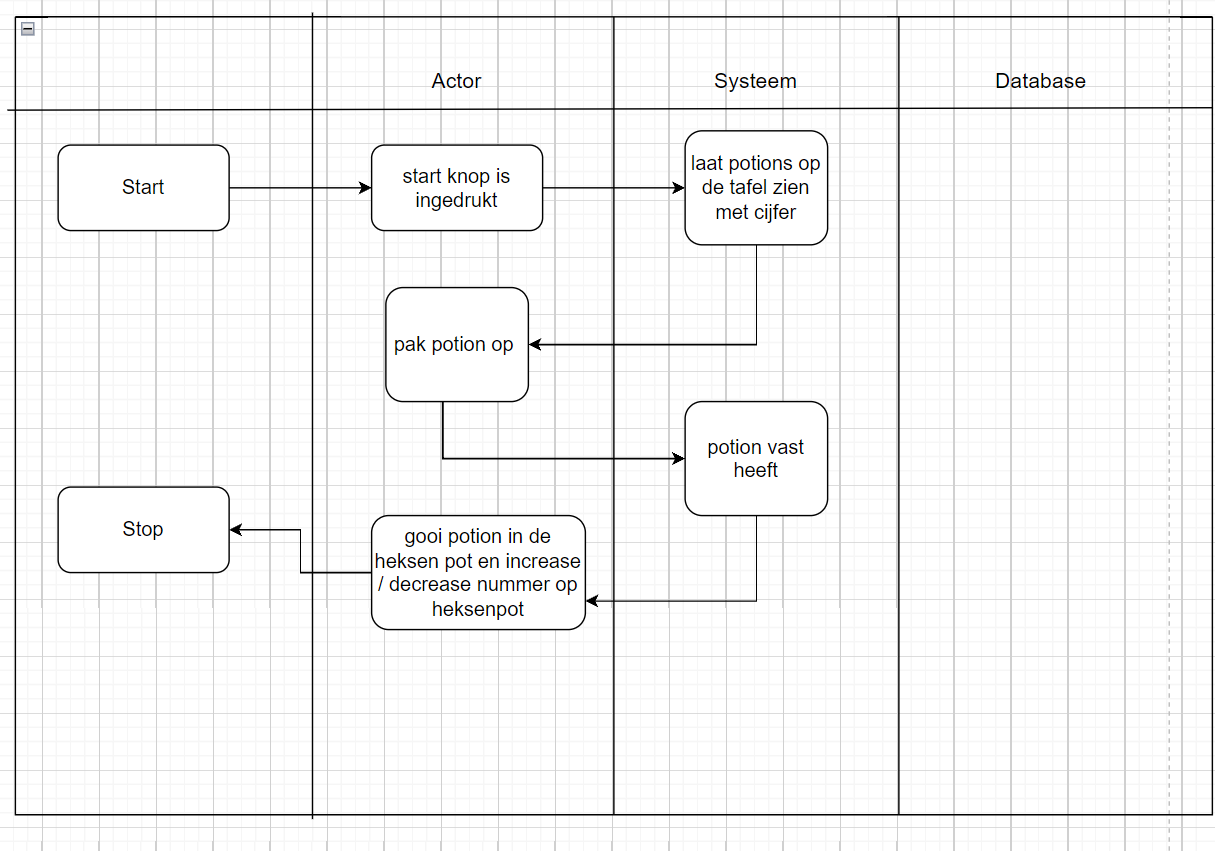 Actor
Systeem
Database
Start
start knop is
ingedrukt
laat potions op
de tafel zien
met cijfer
pak potion op
potion vast
heeft
Stop
gooi potion in de
heksen pot en increase
/ decrease nummer op
heksenpot